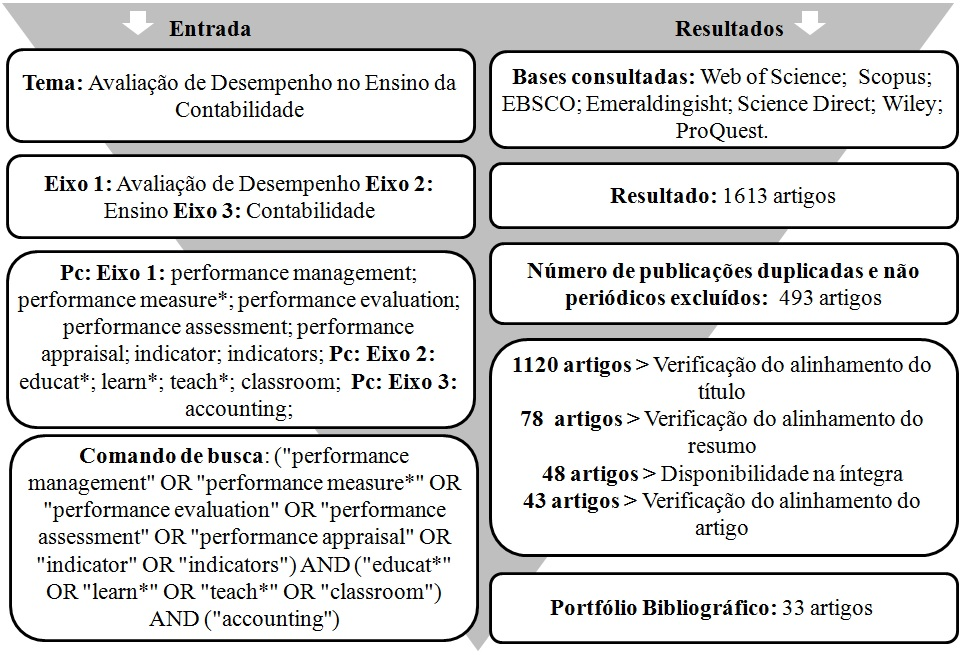 Entrada
Tema: Avaliação de Desempenho no Ensino da
Contabilidade
Eixo 1: Avaliação de Desempenho Eixo 2:
Ensino Eixo 3: Contabilidade
Pc: Eixo 1: performance management;
performance measure*; performance evaluation;
performance assessment; performance
appraisal; indicator; indicators; Pc: Eixo 2:
educat*; learn*; teach*; classroom; Pc: Eixo 3:
accounting;
Comando de busca: ("performance
management" OR "performance measure*" OR
"performance evaluation" OR "performance
assessment" OR "performance appraisal" OR
"indicator" OR "indicators") AND ("educat*"
OR "learn*" OR "teach*" OR "classroom")
AND ("accounting")
Resultados
Bases consultadas: Web of Science; Scopus;
EBSCO; Emeraldingisht; Science Direct; Wiley;
ProQuest.
Resultado: 1613 artigos
Número de publicações duplicadas e não
periódicos excluídos: 493 artigos
1120 artigos > Verificação do alinhamento do
título
78 artigos > Verificação do alinhamento do
resumo
48 artigos > Disponibilidade na íntegra
43 artigos > Verificação do alinhamento do
artigo
Portfólio Bibliográfico: 33 artigos